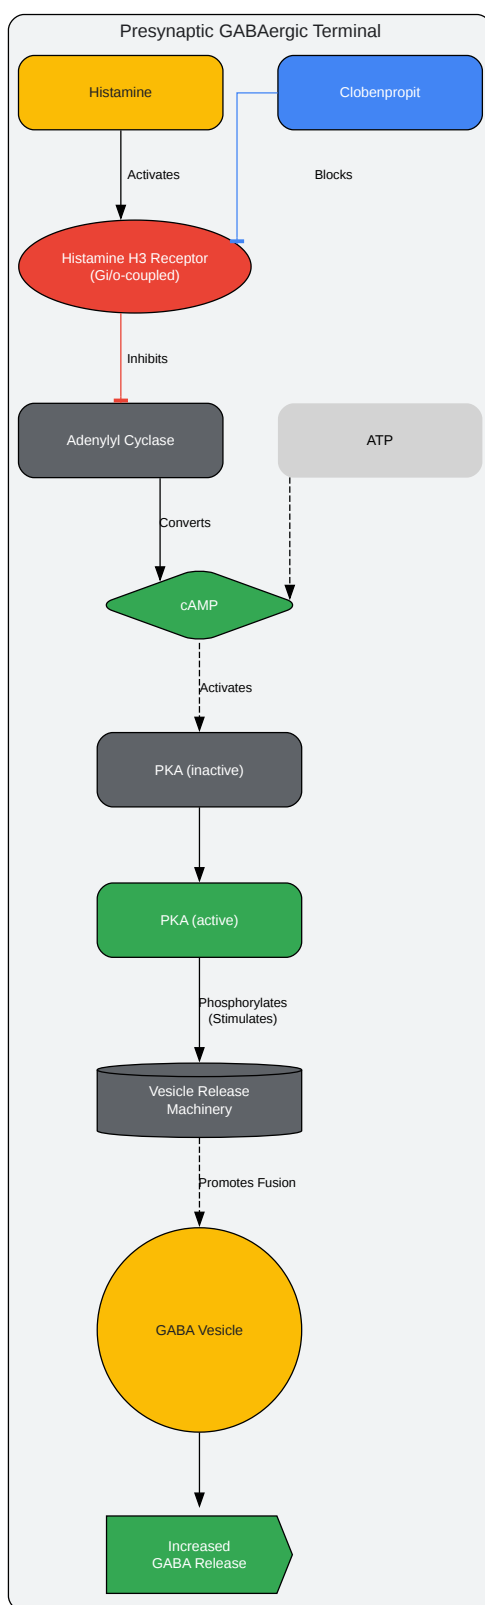 Presynaptic GABAergic Terminal
Histamine
Clobenpropit
Activates
Blocks
Histamine H3 Receptor
(Gi/o-coupled)
Inhibits
Adenylyl Cyclase
ATP
Converts
cAMP
Activates
PKA (inactive)
PKA (active)
Phosphorylates
(Stimulates)
Vesicle Release
Machinery
Promotes Fusion
GABA Vesicle
Increased
GABA Release